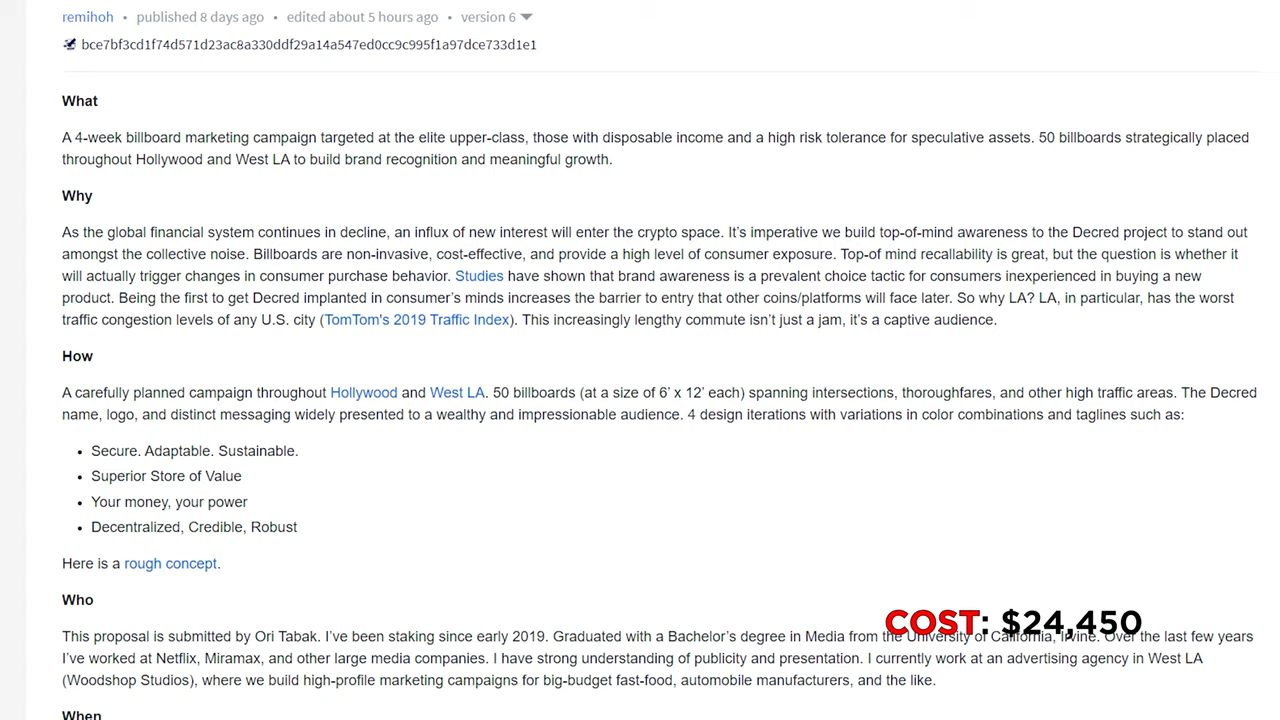 remihoh • published 8 days ago • edited about 5 hours ago • version 6
bce7bf3cd1f74d571d23ac8a330ddf29a14a547ed0cc9c995f1a97dce733d1e1
What
A 4-week billboard marketing campaign targeted at the elite upper-class, those with disposable income and a high risk tolerance for speculative assets. 50 billboards strategically placed
throughout Hollywood and West LA to build brand recognition and meaningful growth.
Why
As the global financial system continues in decline, an influx of new interest will enter the crypto space. It’s imperative we build top-of-mind awareness to the Decred project to stand out
amongst the collective noise. Billboards are non-invasive, cost-effective, and provide a high level of consumer exposure. Top-of mind recallability is great, but the question is whether it
will actually trigger changes in consumer purchase behavior. Studies have shown that brand awareness is a prevalent choice tactic for consumers inexperienced in buying a new
product. Being the first to get Decred implanted in consumer’s minds increases the barrier to entry that other coins/platforms will face later. So why LA? LA, in particular, has the worst
traffic congestion levels of any U.S. city (TomTom's 2019 Traffic Index). This increasingly lengthy commute isn’t just a jam, it’s a captive audience.
How
A carefully planned campaign throughout Hollywood and West LA. 50 billboards (at a size of 6’ x 12’ each) spanning intersections, thoroughfares, and other high traffic areas. The Decred
name, logo, and distinct messaging widely presented to a wealthy and impressionable audience. 4 design iterations with variations in color combinations and taglines such as:
• Secure. Adaptable. Sustainable.
• Superior Store of Value
• Your money, your power
• Decentralized, Credible, Robust
Here is a rough concept.
Who
COST: $24,450
This proposal is submitted by Ori Tabak. I’ve been staking since early 2019. Graduated with a Bachelor’s degree in Media from the University of California, Irvine. Over the last few years
I’ve worked at Netflix, Miramax, and other large media companies. I have strong understanding of publicity and presentation. I currently work at an advertising agency in West LA
(Woodshop Studios), where we build high-profile marketing campaigns for big-budget fast-food, automobile manufacturers, and the like.
When